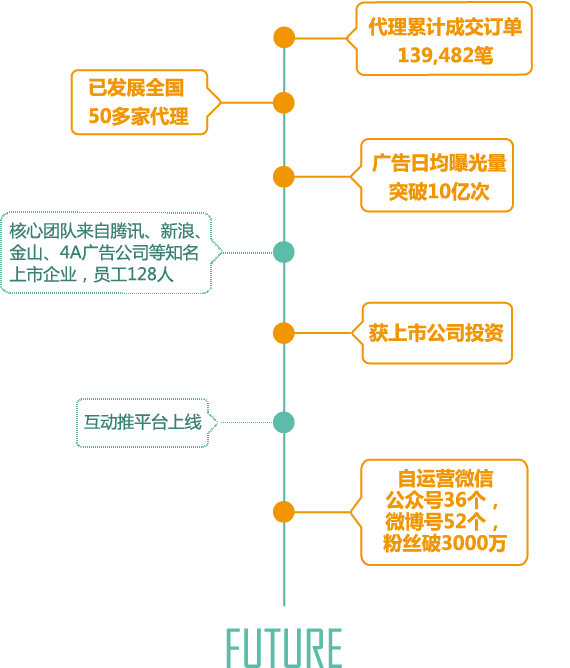 代理累计成交订单
139,482笔
已发展全国
50多家代理
广告日均曝光量
突破10亿次
核心团队来自腾讯、新浪、
金山、4A广告公司等知名
上市企业，员工128人
获上市公司投资
互动推平台上线
自运营微信
公众号36个，
微博号52个，
粉丝破3000万
FUTURE